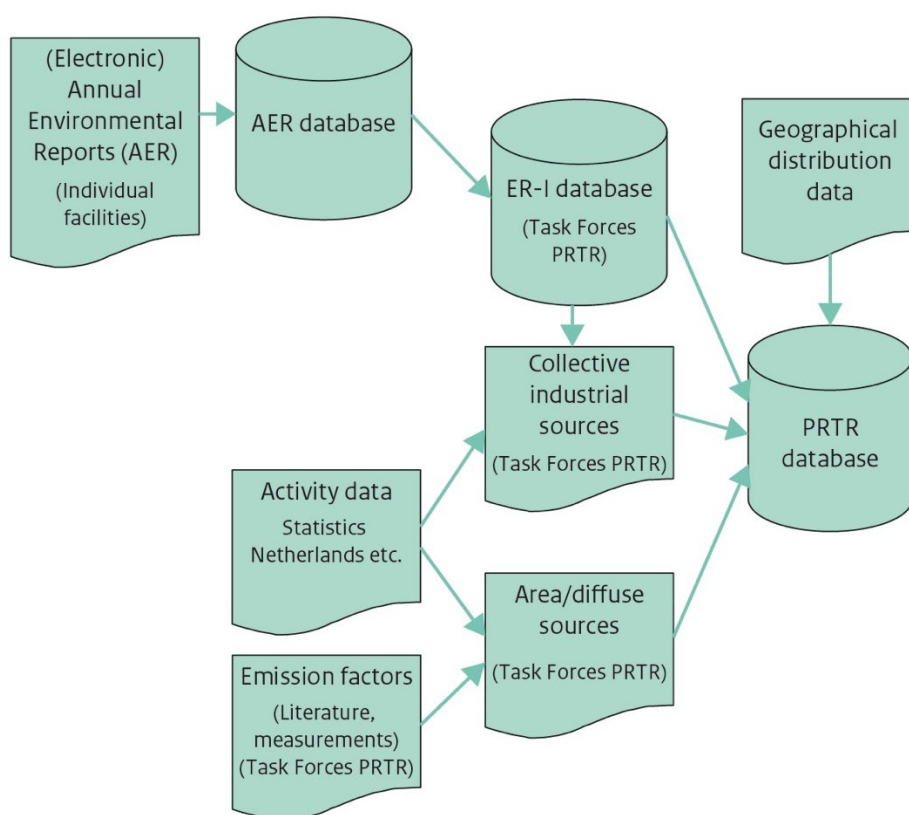 (Electronic)
Annual
Environmental
Reports (AER)
(Individual
facilities)
AER database
ER-I database
(Task Forces
PRTR)
Geographical
distribution
data
Collective
industrial
sources
(Task Forces PRTR)
PRTR
database
Activity data
Statistics
Netherlands etc.
Area/diffuse
sources
(Task Forces PRTR)
Emission factors
(Literature,
measurements)
(Task Forces PRTR)